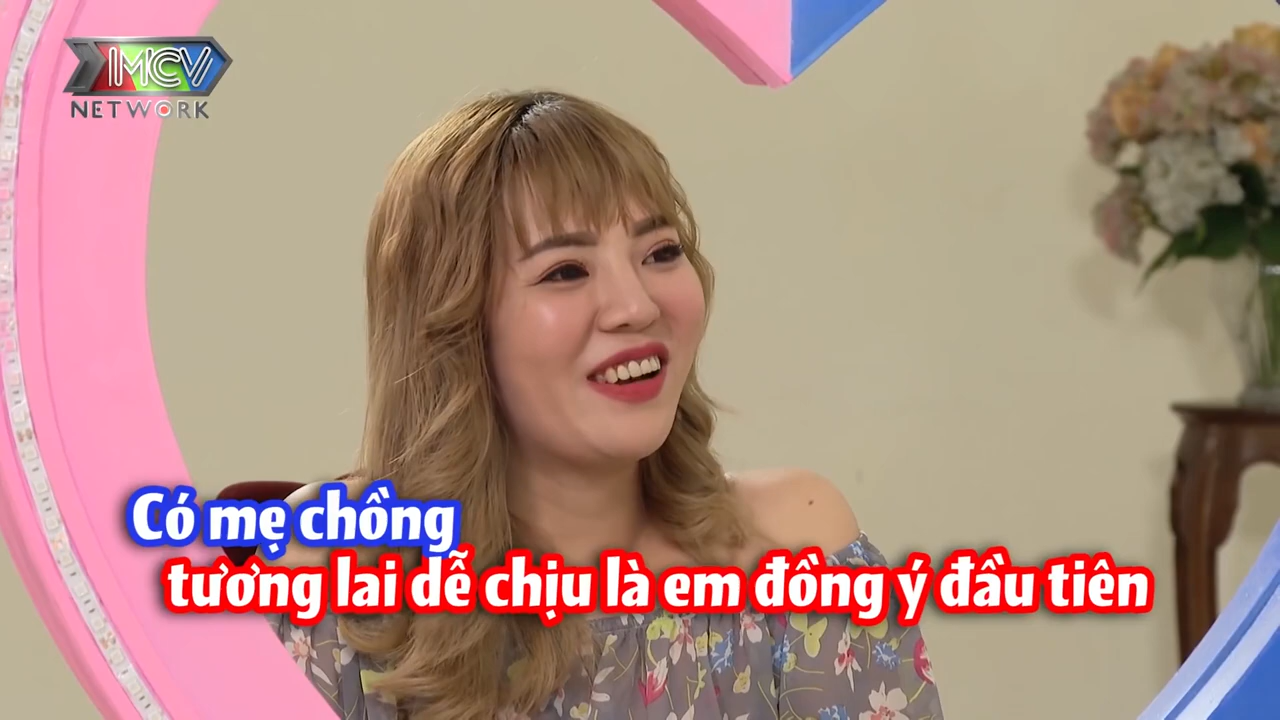 MCV
NETWORK
Có mẹ chồng
tương lai dễ chịu là em đồng ý đầu tiên